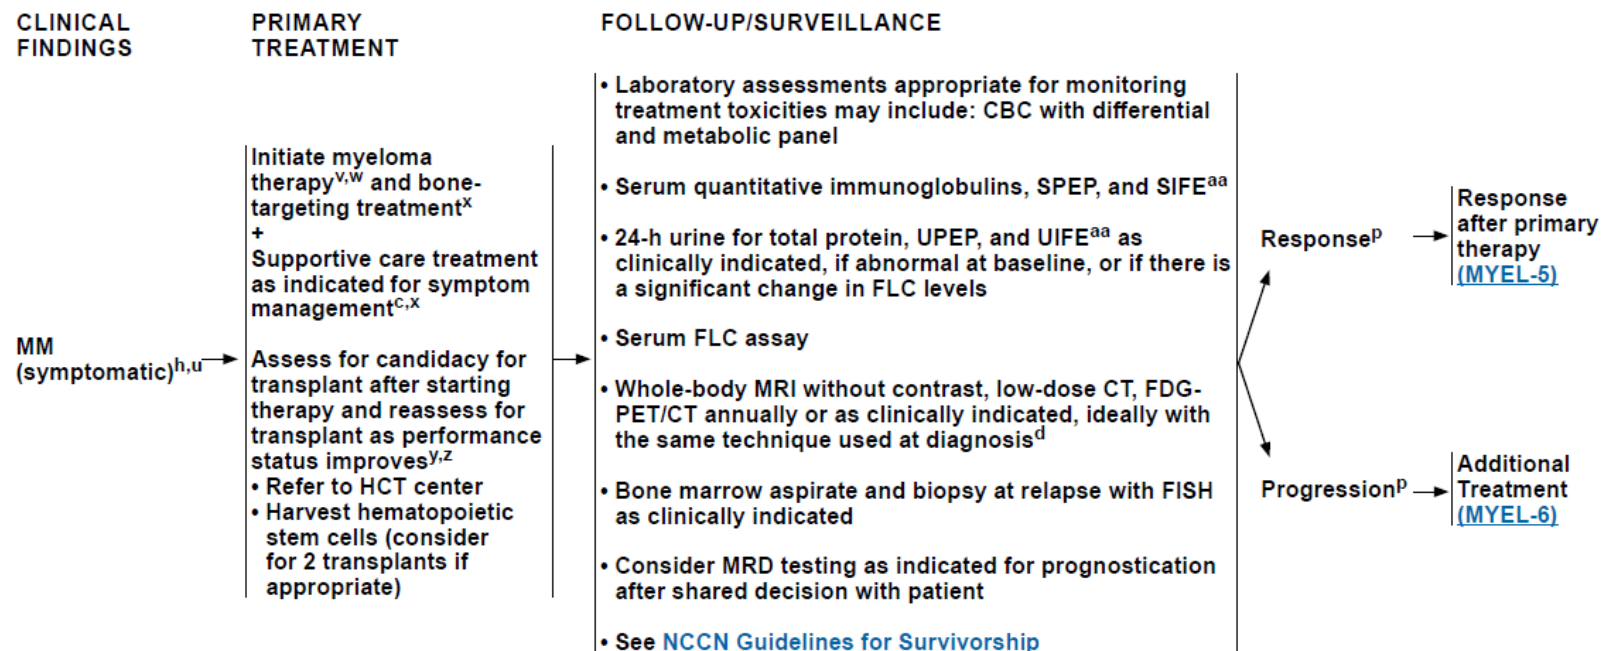 CLINICAL
FINDINGS
PRIMARY
TREATMENT
FOLLOW-UP/SURVEILLANCE
MM
(symptomatic)h,u
Initiate myeloma
therapyv,w and bone-
targeting treatmentx
+
Supportive care treatment
as indicated for symptom
managementc,x
Assess for candidacy for
transplant after starting
therapy and reassess for
transplant as performance
status improvesy,z
• Refer to HCT center
• Harvest hematopoietic
stem cells (consider
for 2 transplants if
appropriate)
• Laboratory assessments appropriate for monitoring
treatment toxicities may include: CBC with differential
and metabolic panel
• Serum quantitative immunoglobulins, SPEP, and SIFEaa
• 24-h urine for total protein, UPEP, and UIFEaa as
clinically indicated, if abnormal at baseline, or if there is
a significant change in FLC levels
• Serum FLC assay
• Whole-body MRI without contrast, low-dose CT, FDG-
PET/CT annually or as clinically indicated, ideally with
the same technique used at diagnosisd
• Bone marrow aspirate and biopsy at relapse with FISH
as clinically indicated
• Consider MRD testing as indicated for prognostication
after shared decision with patient
• See NCCN Guidelines for Survivorship
Responsep
Response
after primary
therapy
(MYEL-5)
Progressionp
Additional
Treatment
(MYEL-6)